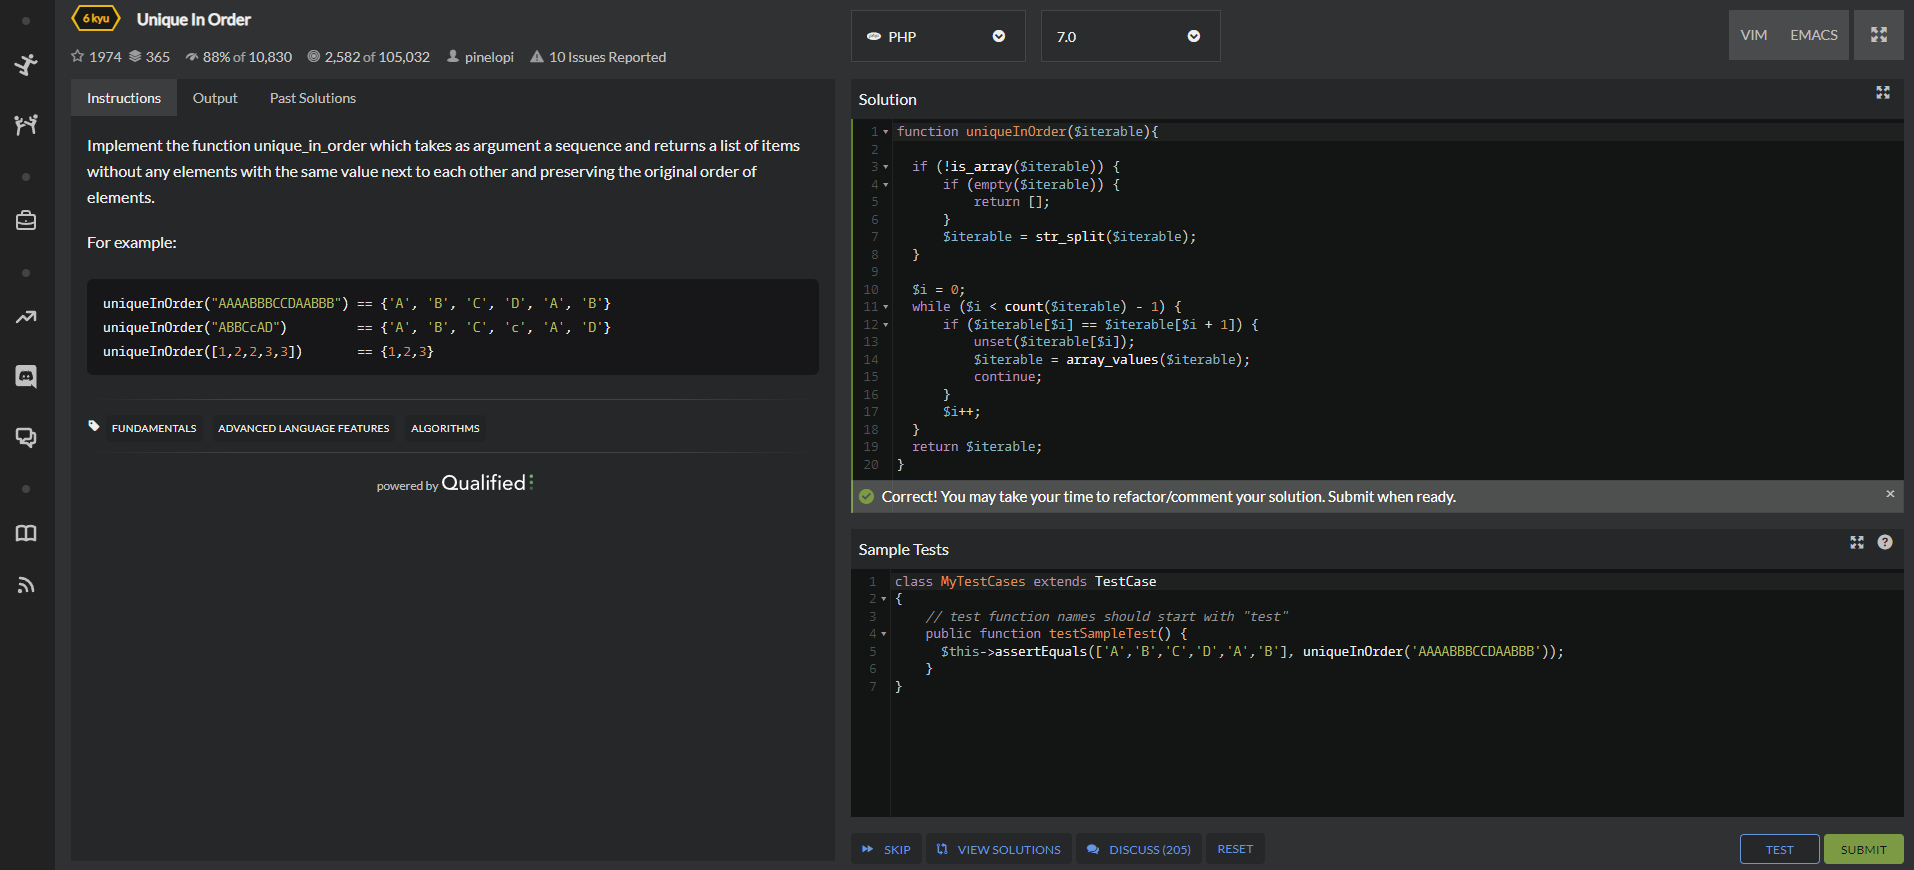 6 kyu
Unique In Order
1974 365 88% of 10,830 2,582 of 105,032 pinelopi 10 Issues Reported
Instructions Output Past Solutions
Implement the function unique_in_order which takes as argument a sequence and returns a list of items
without any elements with the same value next to each other and preserving the original order of
elements.
For example:
uniqueInOrder("AAAABBBCCDAABBB") == {'A', 'B', 'C', 'D', 'A', 'B'}
uniqueInOrder("ABBCcAD")         == {'A', 'B', 'C', 'c', 'A', 'D'}
uniqueInOrder([1,2,2,3,3])       == {1,2,3}
FUNDAMENTALS ADVANCED LANGUAGE FEATURES ALGORITHMS
powered by Qualified
php PHP 7.0 VIM EMACS
Solution
1 function uniqueInOrder($iterable){
2
3   if (!is_array($iterable)) {
4       if (empty($iterable)) {
5           return [];
6       }
7       $iterable = str_split($iterable);
8   }
9
10   $i = 0;
11   while ($i < count($iterable) - 1) {
12       if ($iterable[$i] == $iterable[$i + 1]) {
13           unset($iterable[$i]);
14           $iterable = array_values($iterable);
15           continue;
16       }
17       $i++;
18   }
19   return $iterable;
20 }
Correct! You may take your time to refactor/comment your solution. Submit when ready. ×
Sample Tests ?
1 class MyTestCases extends TestCase
2 {
3     // test function names should start with "test"
4     public function testSampleTest() {
5       $this->assertEquals(['A','B','C','D','A','B'], uniqueInOrder('AAAABBBCCDAABBB'));
6     }
7 }
SKIP VIEW SOLUTIONS DISCUSS (205) RESET TEST SUBMIT